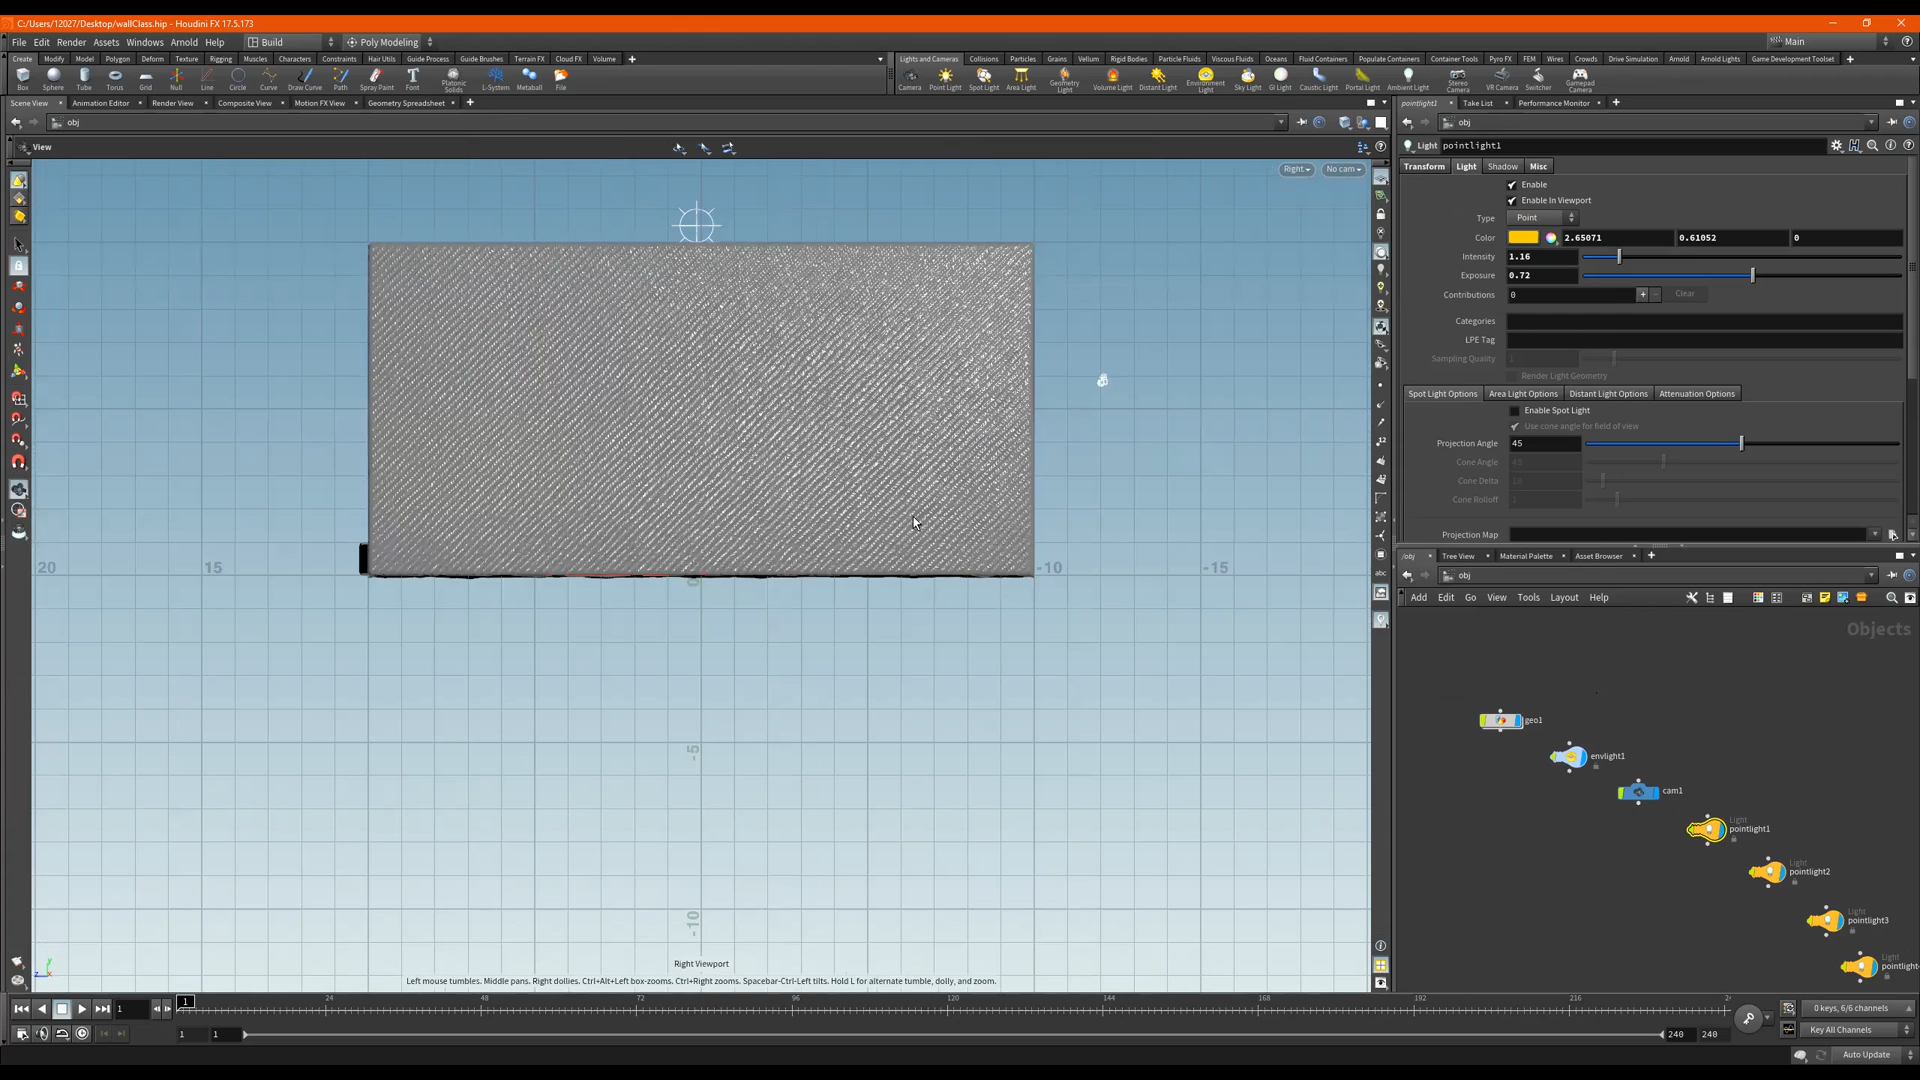 C:/Users/12027/Desktop/wallClass.hip - Houdini FX 17.5.173
File Edit Render Assets Windows Arnold Help Build Poly Modeling Main
Create Modify Model Polygon Deform Texture Rigging Muscles Characters Constraints Hair Utils Guide Process Guide Brushes Terrain FX Cloud FX Volume
Lights and Cameras Collisions Particles Grains Vellum Rigid Bodies Particle Fluids Viscous Fluids Oceans Fluid Containers Populate Containers Container Tools Pyro FX FEM Wires Crowds Drive Simulation Arnold Arnold Lights Game Development Toolset
Box Sphere Tube Torus Grid Null Line Circle Curve Draw Curve Path Spray Paint Font Platonic Solids L-System Metaball File
Camera Point Light Spot Light Area Light Geometry Light Volume Light Distant Light Environment Light Sky Light GI Light Caustic Light Portal Light Ambient Light Stereo Camera VR Camera Switcher Gamepad Camera
Scene View Animation Editor Render View Composite View Motion FX View Geometry Spreadsheet
pointlight1 Take List Performance Monitor
obj
obj
View
Right No cam
Light pointlight1
Transform Light Shadow Misc
Enable
Enable In Viewport
Type Point
Color 2.65071 0.61052 0
Intensity 1.16
Exposure 0.72
Contributions 0 Clear
Categories
LPE Tag
Sampling Quality 1
Render Light Geometry
Spot Light Options Area Light Options Distant Light Options Attenuation Options
Enable Spot Light
Use cone angle for field of view
Projection Angle 45
Cone Angle 45
Cone Delta 10
Cone Rolloff 1
Projection Map
/obj Tree View Material Palette Asset Browser
obj
Add Edit Go View Tools Layout Help
Objects
geo1
envlight1
cam1
Light
pointlight1
Light
pointlight2
Light
pointlight3
Light
pointlight
20 15 0 -10 -15
-5
-10
Right Viewport
Left mouse tumbles. Middle pans. Right dollies. Ctrl+Alt+Left box-zooms. Ctrl+Right zooms. Spacebar-Ctrl-Left tilts. Hold L for alternate tumble, dolly, and zoom.
1 1 24 48 72 96 120 144 168 192 216
0 keys, 6/6 channels
1 1 240 240
Key All Channels
Auto Update